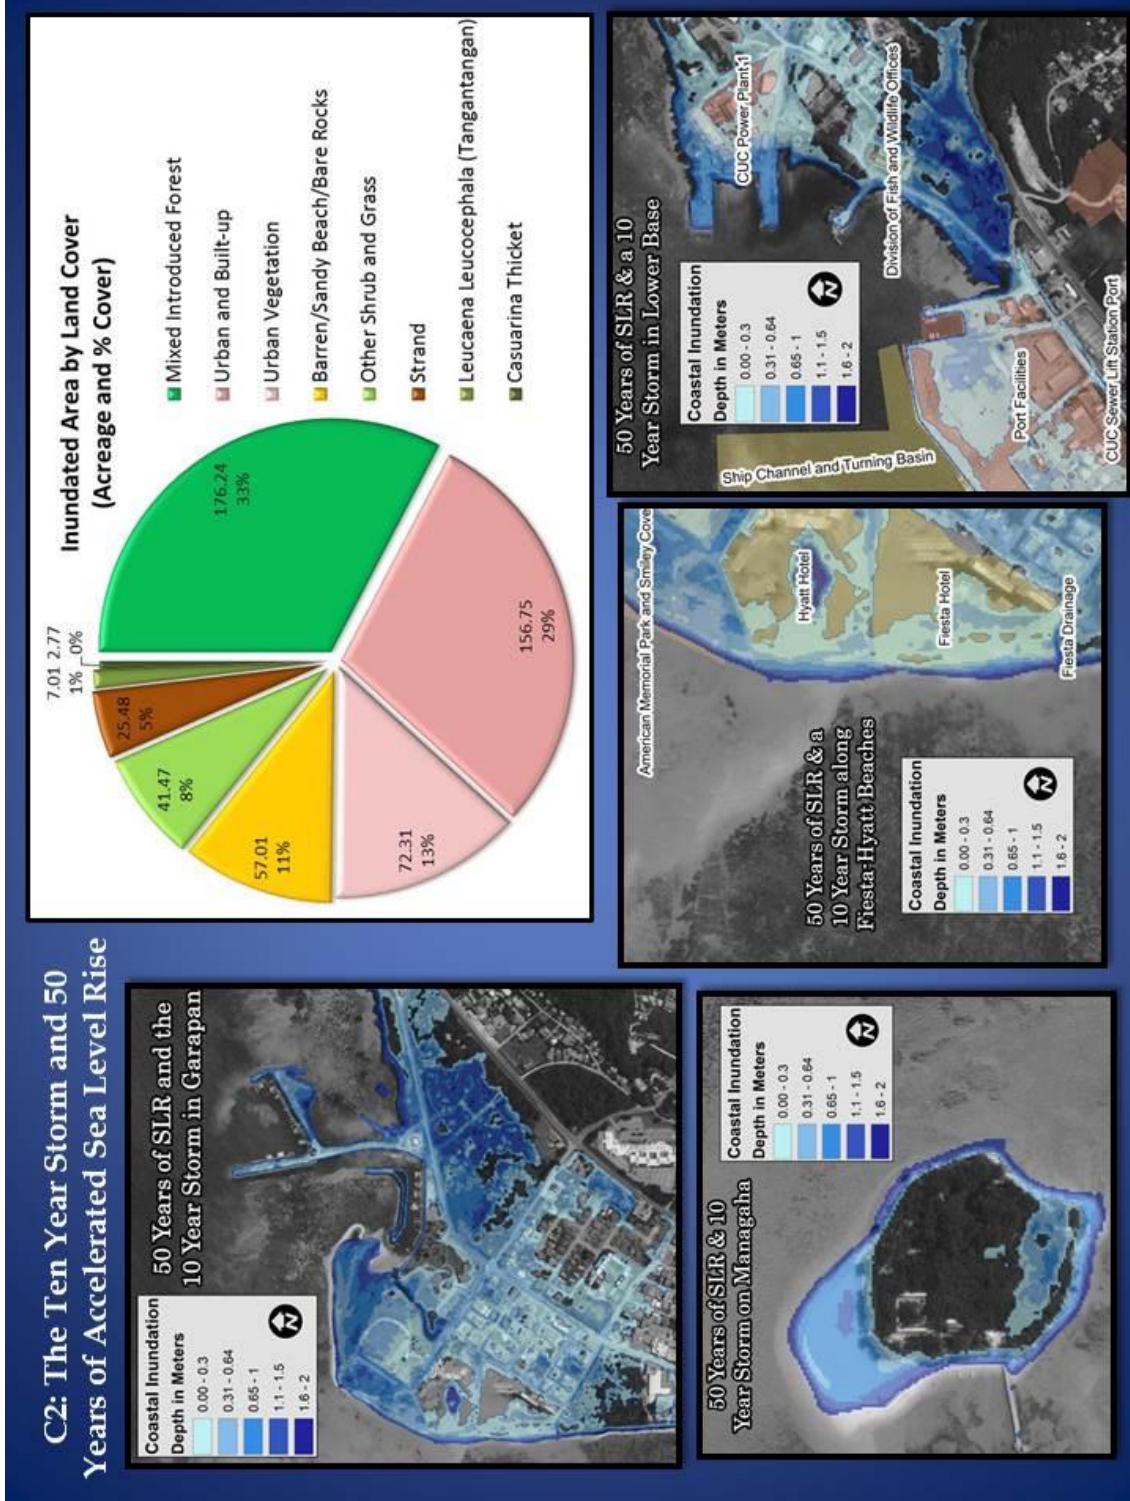 C2: The Ten Year Storm and 50
Years of Accelerated Sea Level Rise
Inundated Area by Land Cover
(Acreage and % Cover)
176.24
33%
156.75
29%
72.31
13%
57.01
11%
41.47
8%
25.48
5%
7.01
1%
2.77
0%
Mixed Introduced Forest
Urban and Built-up
Urban Vegetation
Barren/Sandy Beach/Bare Rocks
Other Shrub and Grass
Strand
Leucaena Leucocephala (Tangantangan)
Casuarina Thicket
50 Years of SLR and the
10 Year Storm in Garapan
Coastal Inundation
Depth in Meters
0.00 - 0.3
0.31 - 0.64
0.65 - 1
1.1 - 1.5
1.6 - 2
N
50 Years of SLR & 10
Year Storm on Managaha
Coastal Inundation
Depth in Meters
0.00 - 0.3
0.31 - 0.64
0.65 - 1
1.1 - 1.5
1.6 - 2
N
50 Years of SLR & a
10 Year Storm along
Fiesta-Hyatt Beaches
Coastal Inundation
Depth in Meters
0.00 - 0.3
0.31 - 0.64
0.65 - 1
1.1 - 1.5
1.6 - 2
N
American Memorial Park and Smiley Cove
Hyatt Hotel
Fiesta Hotel
Fiesta Drainage
50 Years of SLR & a 10
Year Storm in Lower Base
Coastal Inundation
Depth in Meters
0.00 - 0.3
0.31 - 0.64
0.65 - 1
1.1 - 1.5
1.6 - 2
N
CUC Power Plant 1
Division of Fish and Wildlife Offices
Ship Channel and Turning Basin
Port Facilities
CUC Sewer Lift Station Port